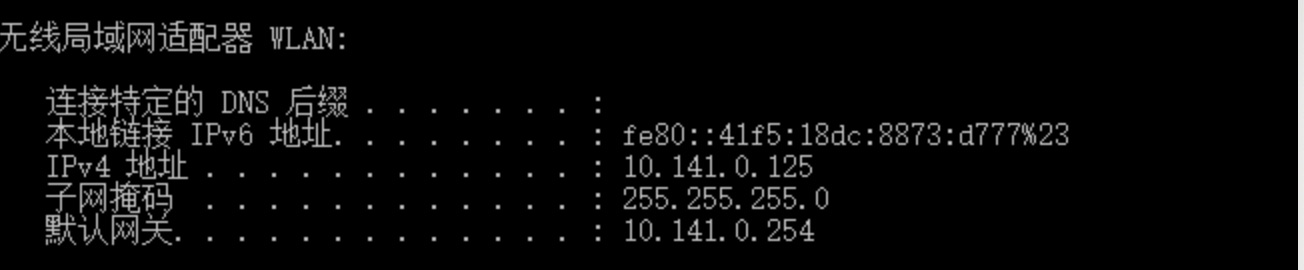 无线局域网适配器 WLAN:
连接特定的 DNS 后缀 . . . . . . . :
本地链接 IPv6 地址. . . . . . . . : fe80::41f5:18dc:8873:d777%23
IPv4 地址 . . . . . . . . . . . . : 10.141.0.125
子网掩码  . . . . . . . . . . . . : 255.255.255.0
默认网关. . . . . . . . . . . . . : 10.141.0.254